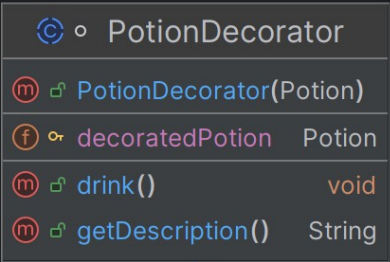 PotionDecorator
PotionDecorator(Potion)
decoratedPotion Potion
drink() void
getDescription() String